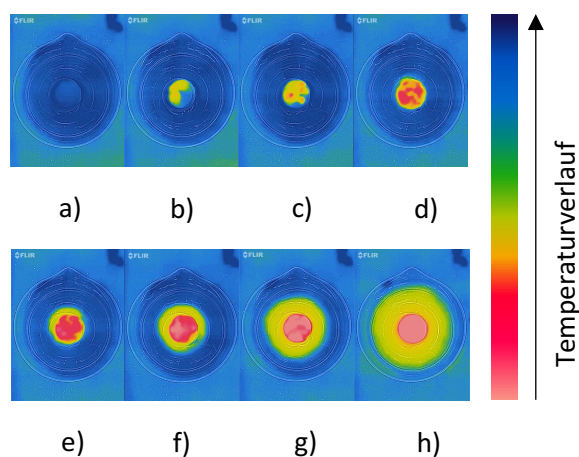 FLIR
FLIR
FLIR
FLIR
a)
b)
c)
d)
FLIR
FLIR
FLIR
FLIR
e)
f)
g)
h)
Temperaturverlauf